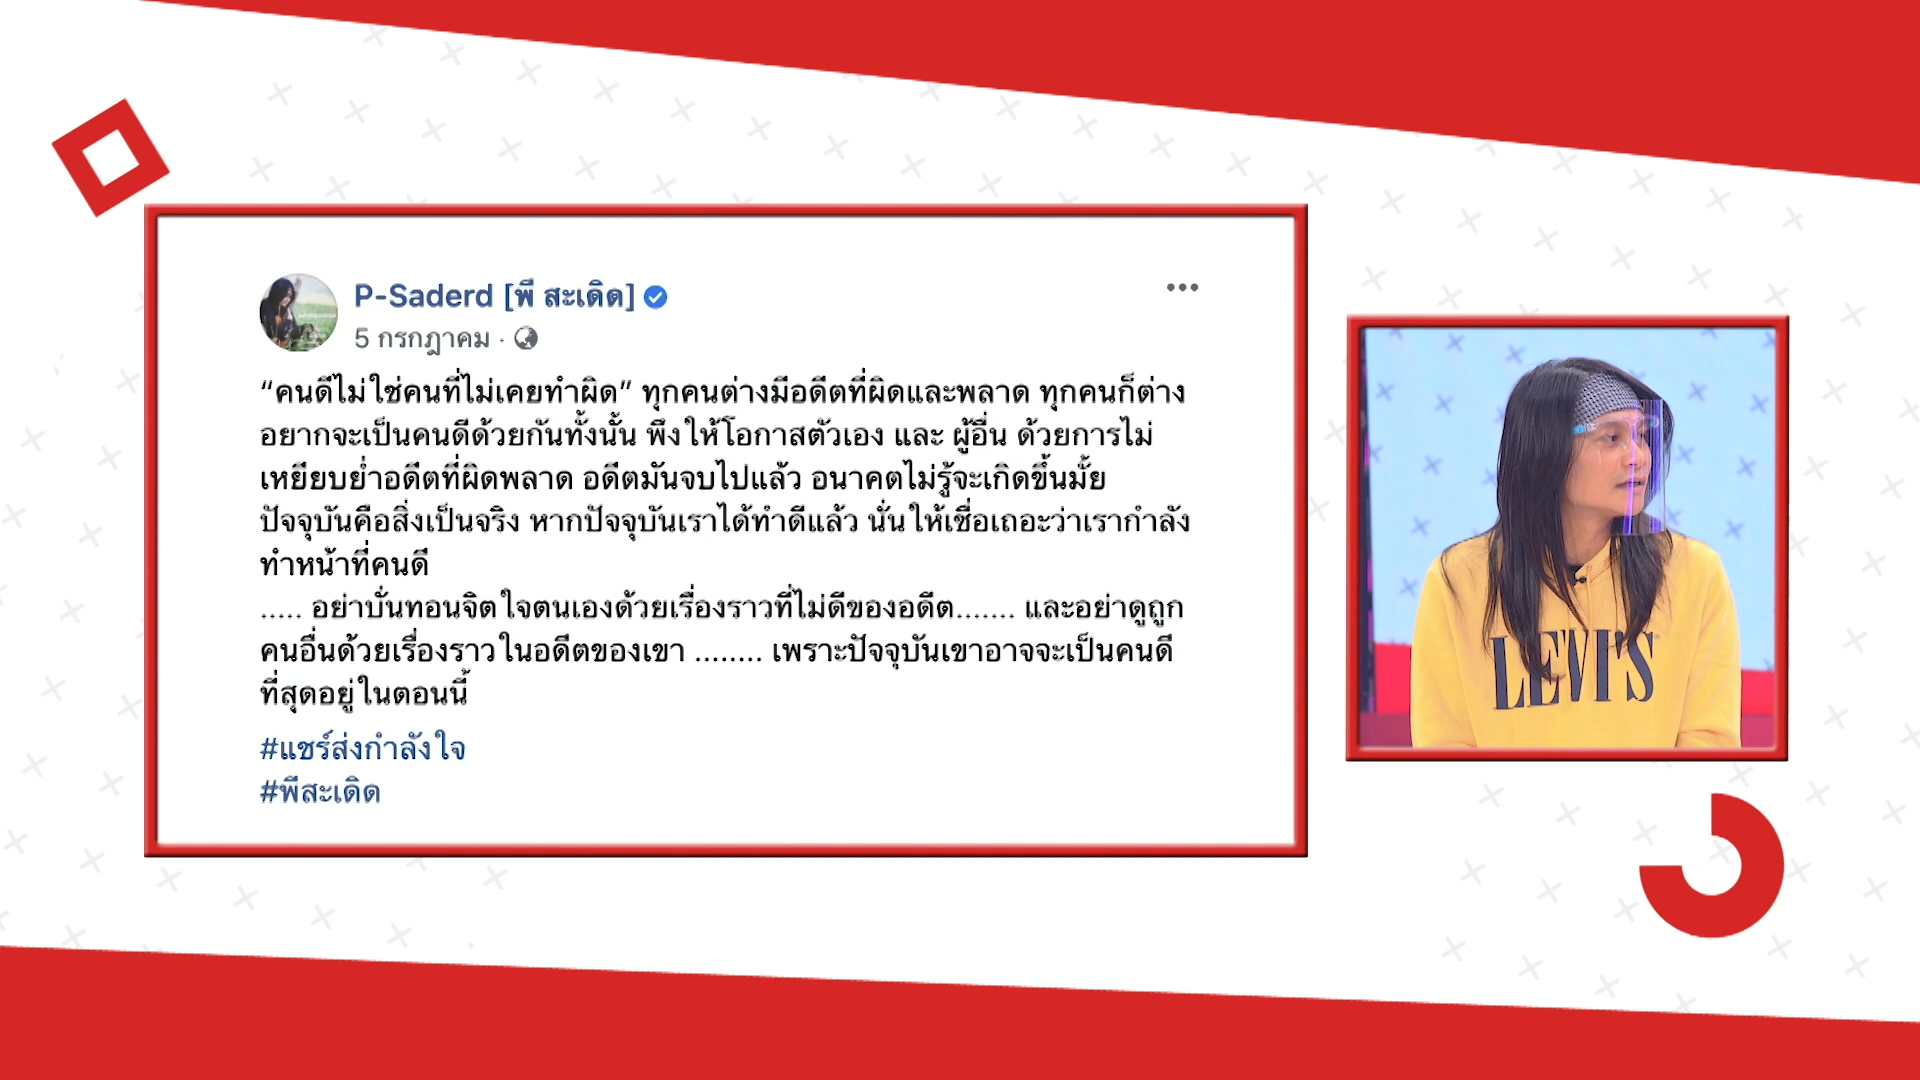 P-Saderd [พี สะเดิด]
5 กรกฎาคม ·
“คนดีไม่ใช่คนที่ไม่เคยทำผิด” ทุกคนต่างมีอดีตที่ผิดและพลาด ทุกคนก็ต่าง
อยากจะเป็นคนดีด้วยกันทั้งนั้น พึงให้โอกาสตัวเอง และ ผู้อื่น ด้วยการไม่
เหยียบย่ำอดีตที่ผิดพลาด อดีตมันจบไปแล้ว อนาคตไม่รู้จะเกิดขึ้นมั้ย
ปัจจุบันคือสิ่งเป็นจริง หากปัจจุบันเราได้ทำดีแล้ว นั่นให้เชื่อเถอะว่าเรากำลัง
ทำหน้าที่คนดี
..... อย่าบั่นทอนจิตใจตนเองด้วยเรื่องราวที่ไม่ดีของอดีต....... และอย่าดูถูก
คนอื่นด้วยเรื่องราวในอดีตของเขา ........ เพราะปัจจุบันเขาอาจจะเป็นคนดี
ที่สุดอยู่ในตอนนี้
#แชร์ส่งกำลังใจ
#พีสะเดิด
LEVI'S